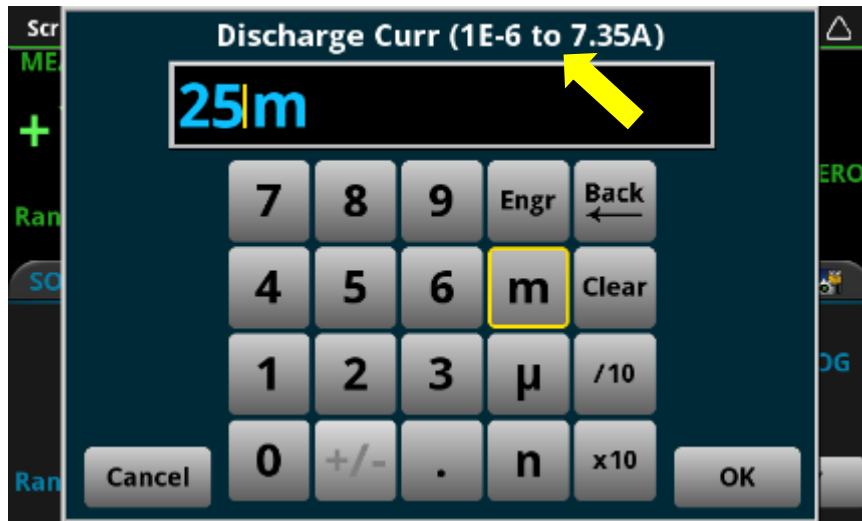 Scr
Discharge Curr (1E-6 to 7.35A)
ME
25m
+
ERO
7 8 9 Engr Back
Ran
SO
4 5 6 m Clear
1 2 3 µ /10
OG
0 +/- . n x10
Ran
Cancel
OK